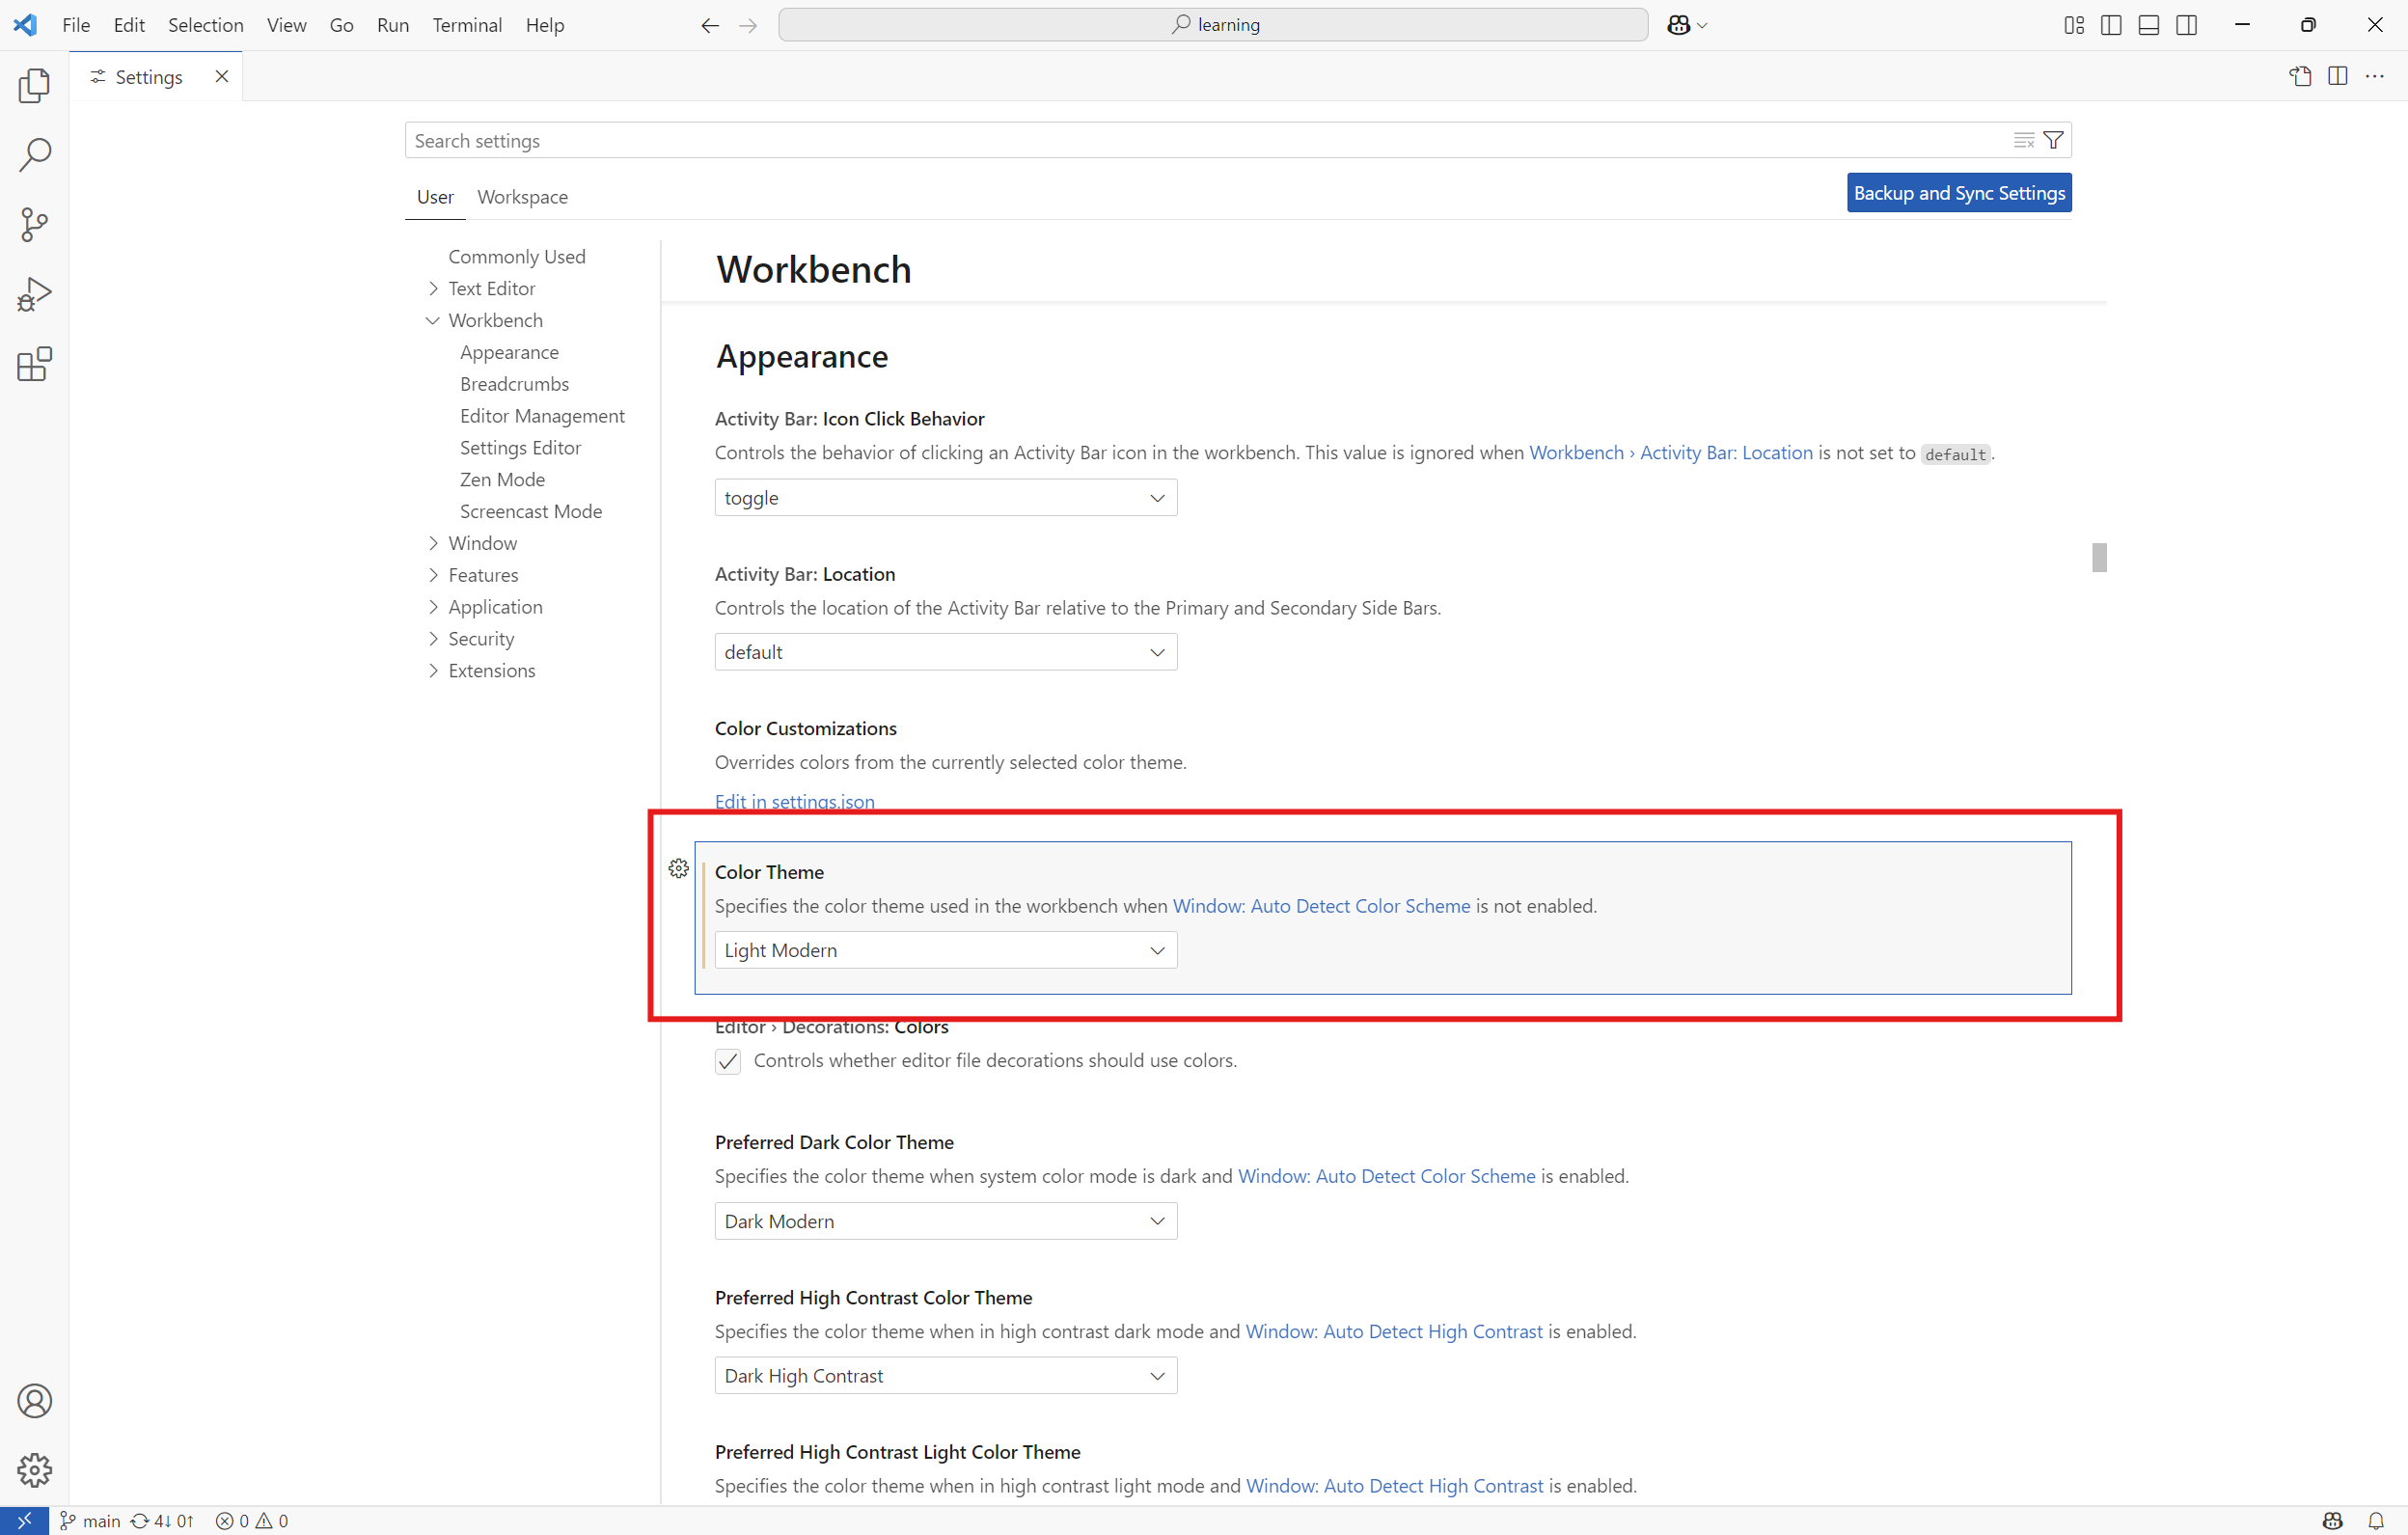 File Edit Selection View Go Run Terminal Help
learning
Settings
Search settings
User Workspace
Backup and Sync Settings
Commonly Used
Text Editor
Workbench
Appearance
Breadcrumbs
Editor Management
Settings Editor
Zen Mode
Screencast Mode
Window
Features
Application
Security
Extensions
Workbench
Appearance
Activity Bar: Icon Click Behavior
Controls the behavior of clicking an Activity Bar icon in the workbench. This value is ignored when Workbench › Activity Bar: Location is not set to default.
toggle
Activity Bar: Location
Controls the location of the Activity Bar relative to the Primary and Secondary Side Bars.
default
Color Customizations
Overrides colors from the currently selected color theme.
Edit in settings.json
Color Theme
Specifies the color theme used in the workbench when Window: Auto Detect Color Scheme is not enabled.
Light Modern
Editor › Decorations: Colors
Controls whether editor file decorations should use colors.
Preferred Dark Color Theme
Specifies the color theme when system color mode is dark and Window: Auto Detect Color Scheme is enabled.
Dark Modern
Preferred High Contrast Color Theme
Specifies the color theme when in high contrast dark mode and Window: Auto Detect High Contrast is enabled.
Dark High Contrast
Preferred High Contrast Light Color Theme
Specifies the color theme when in high contrast light mode and Window: Auto Detect High Contrast is enabled.
main 4↓ 0↑ 0 0